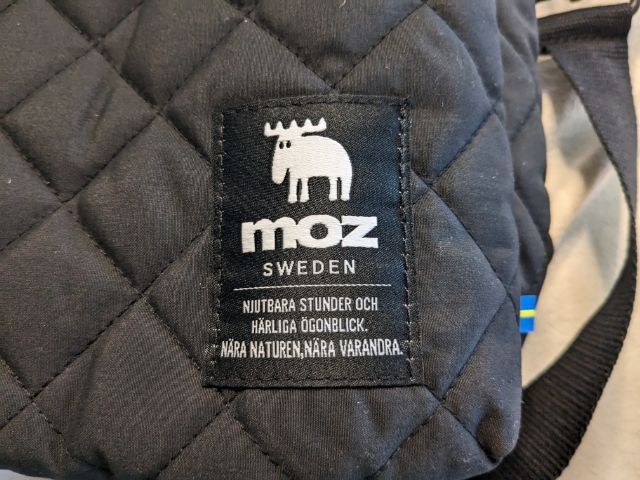 moz
SWEDEN
NJUTBARA STUNDER OCH
HÄRLIGA ÖGONBLICK.
NÄRA NATUREN, NÄRA VARANDRA.